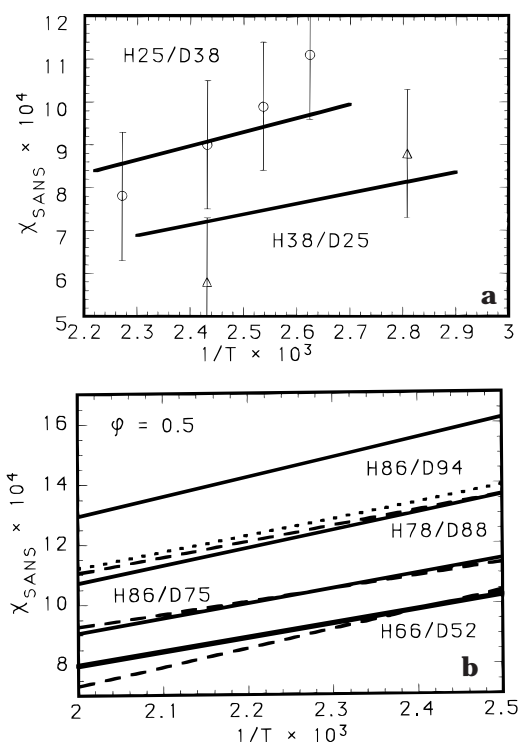 12
11
10
9
8
7
6
5
χSANS × 10⁴
H25/D38
H38/D25
a
2.2 2.3 2.4 2.5 2.6 2.7 2.8 2.9 3
1/T × 10³
16
14
12
10
8
χSANS × 10⁴
φ = 0.5
H86/D94
H78/D88
H86/D75
H66/D52
b
2 2.1 2.2 2.3 2.4 2.5
1/T × 10³